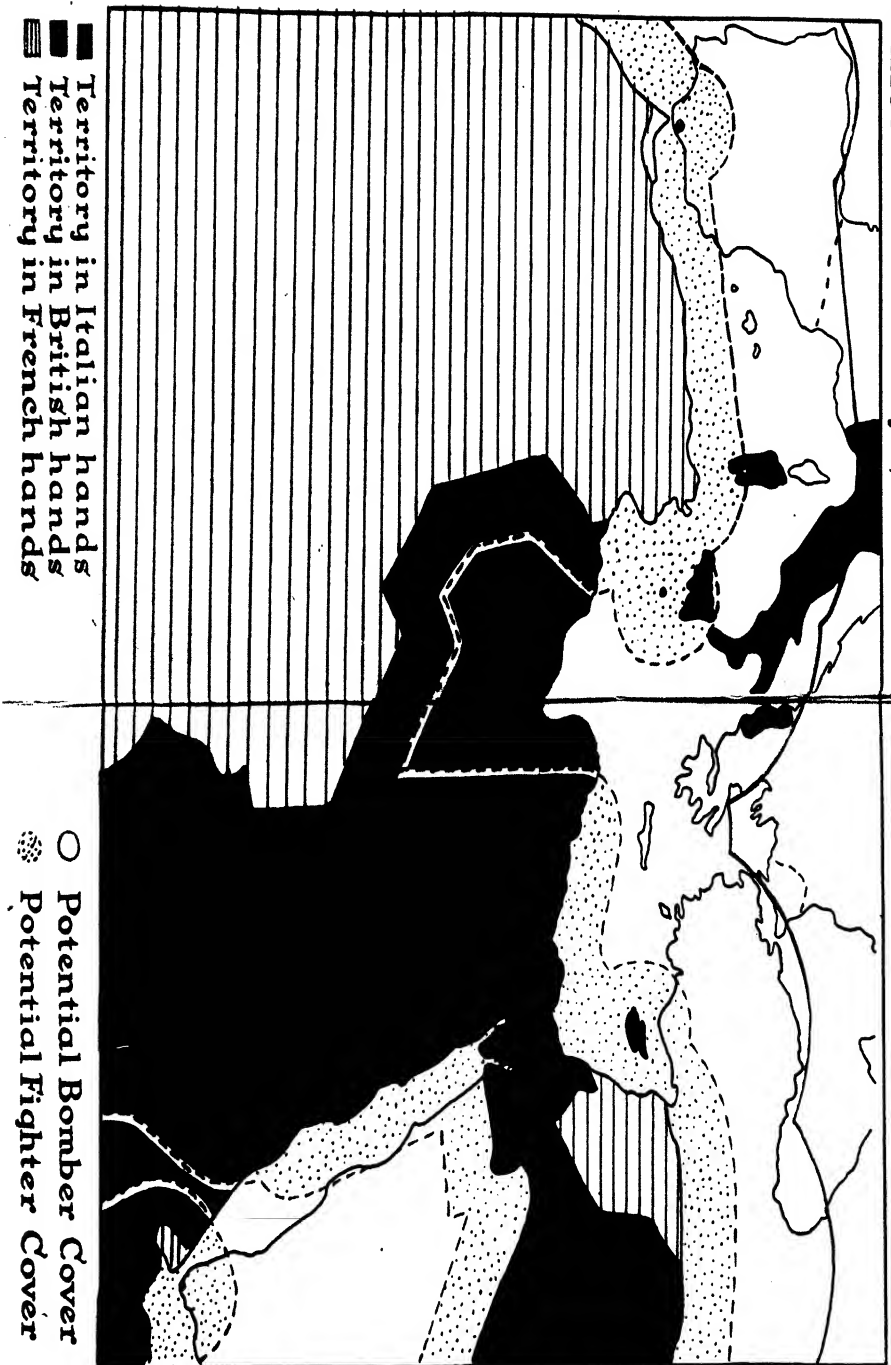 Territory in Italian hands
Territory in British hands
Territory in French hands
Potential Bomber Cover
Potential Fighter Cover